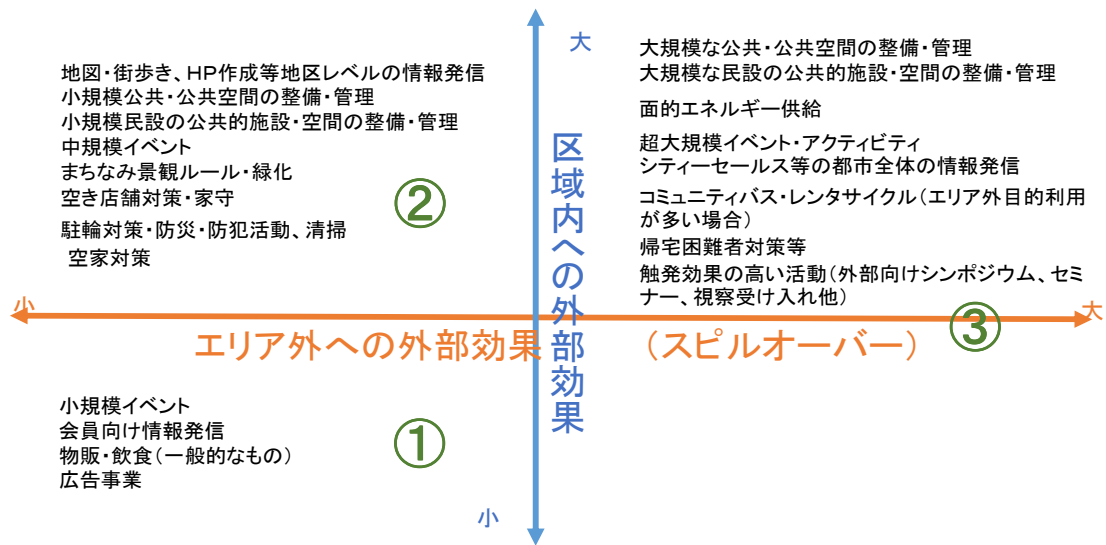 大
地図・街歩き、HP作成等地区レベルの情報発信
小規模公共・公共空間の整備・管理
小規模民設の公共的施設・空間の整備・管理
中規模イベント
まちなみ景観ルール・緑化
空き店舗対策・家守
駐輪対策・防災・防犯活動、清掃
空家対策
②
大規模な公共・公共空間の整備・管理
大規模な民設の公共的施設・空間の整備・管理
面的エネルギー供給
超大規模イベント・アクティビティ
シティーセールス等の都市全体の情報発信
コミュニティバス・レンタサイクル(エリア外目的利用
が多い場合)
帰宅困難者対策等
触発効果の高い活動(外部向けシンポジウム、セミ
ナー、視察受け入れ他)
③
区域内への外部効果
小
大
エリア外への外部効果 (スピルオーバー)
小規模イベント
会員向け情報発信
物販・飲食(一般的なもの)
広告事業
①
小